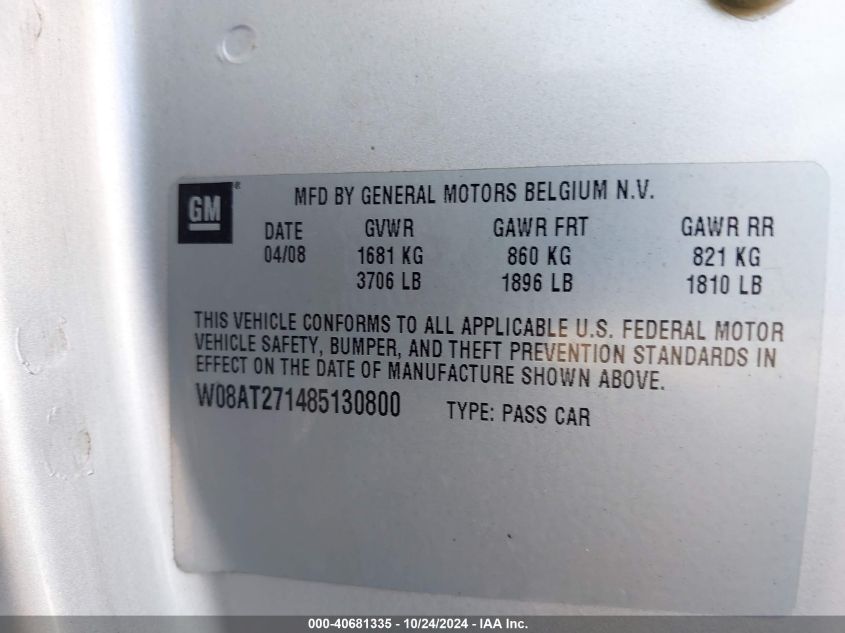 GM ®
MFD BY GENERAL MOTORS BELGIUM N.V.
DATE GVWR GAWR FRT GAWR RR
04/08 1681 KG 860 KG 821 KG
3706 LB 1896 LB 1810 LB
THIS VEHICLE CONFORMS TO ALL APPLICABLE U.S. FEDERAL MOTOR
VEHICLE SAFETY, BUMPER, AND THEFT PREVENTION STANDARDS IN
EFFECT ON THE DATE OF MANUFACTURE SHOWN ABOVE.
W08AT271485130800 TYPE: PASS CAR
000-40681335 - 10/24/2024 - IAA Inc.